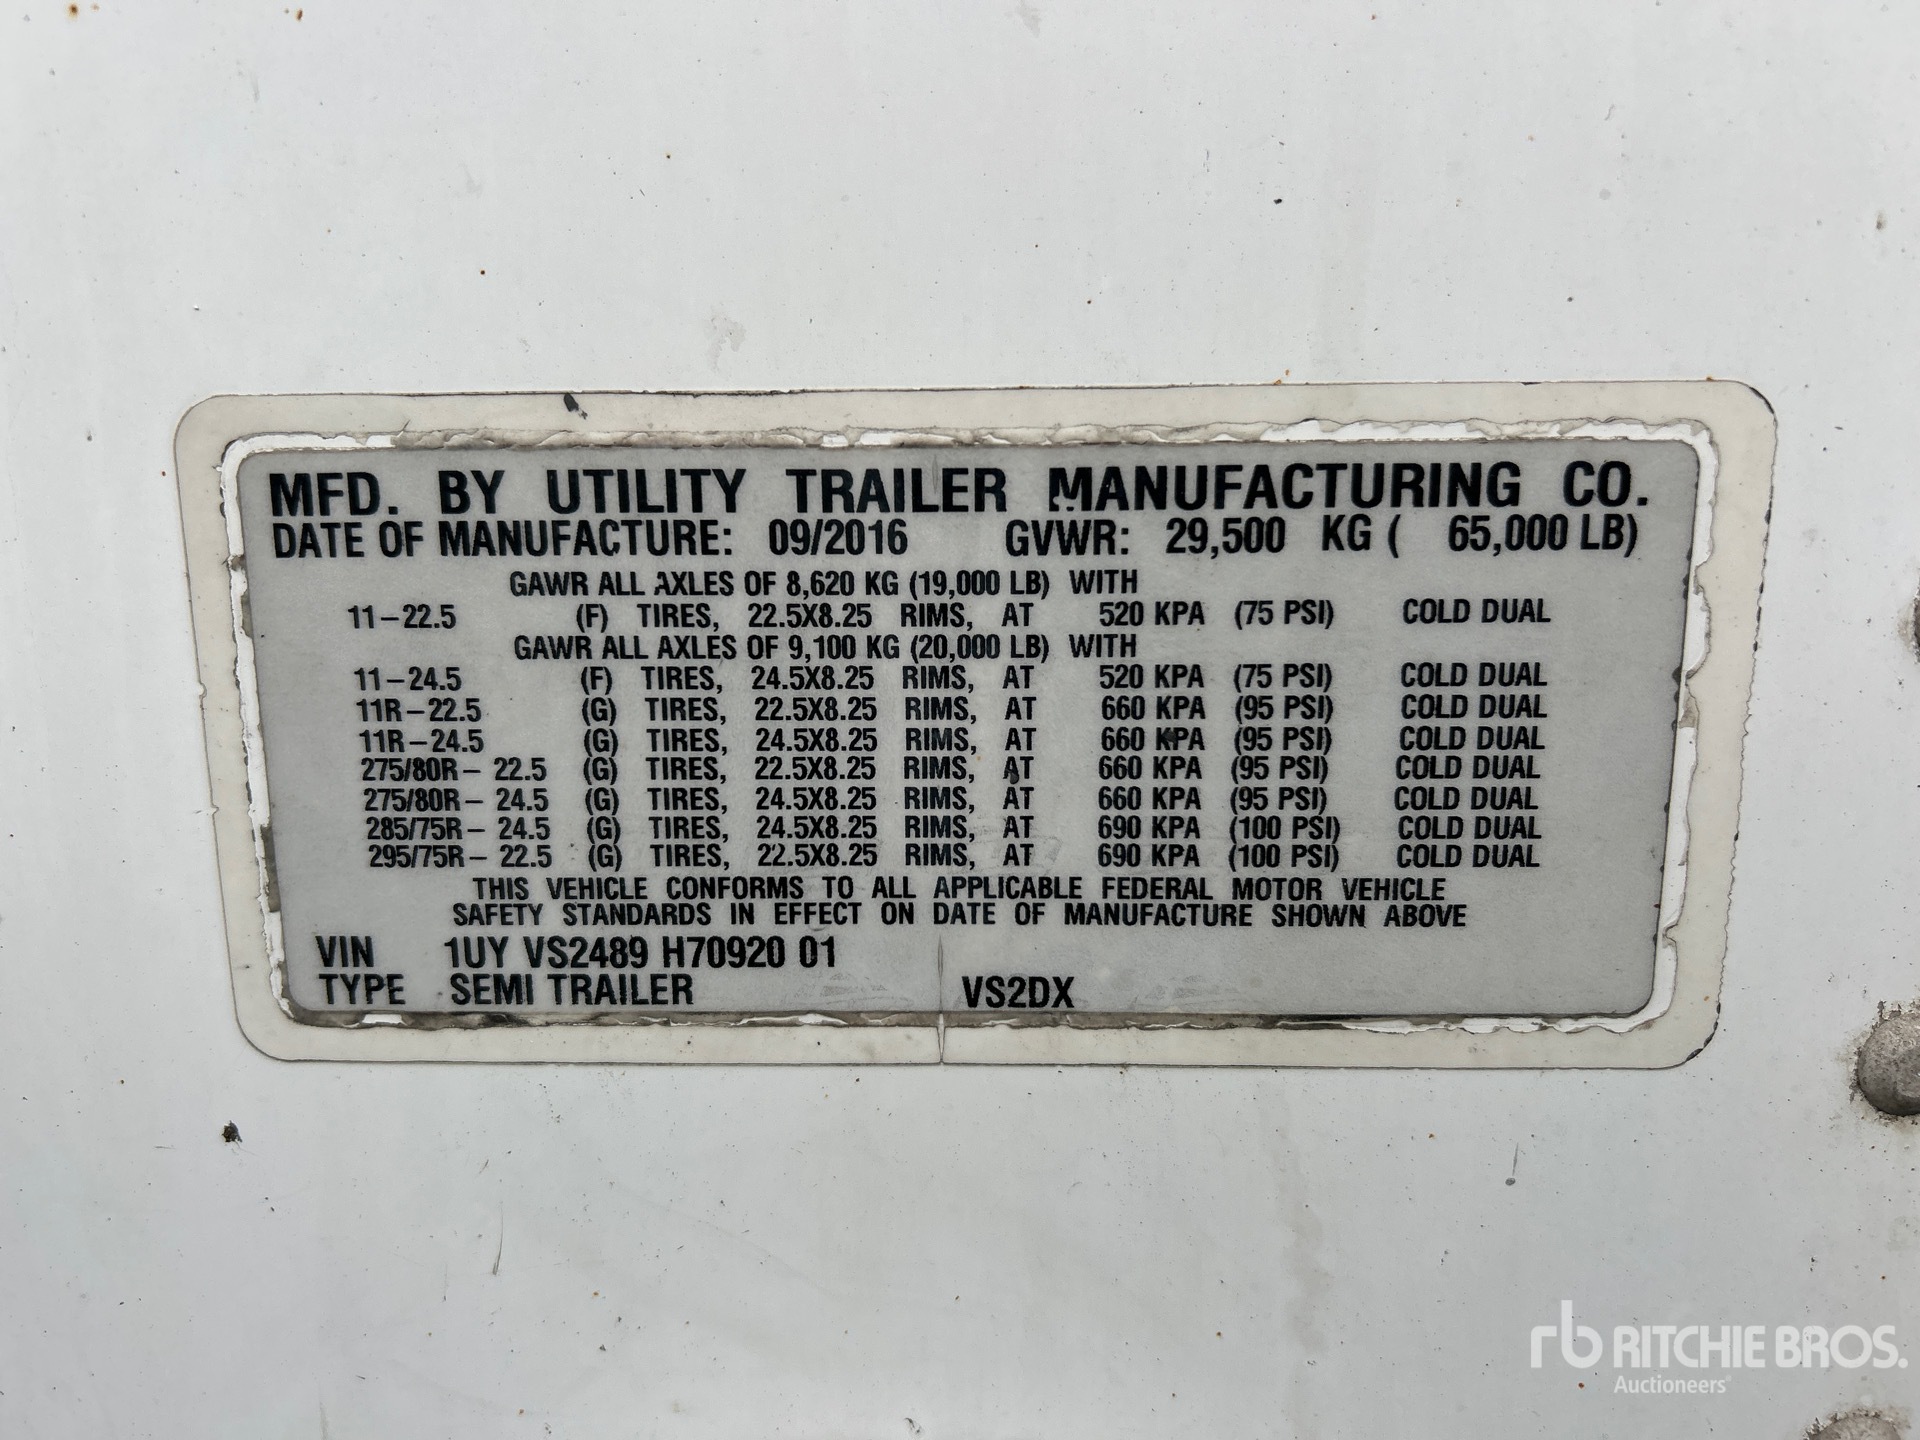 MFD. BY UTILITY TRAILER MANUFACTURING CO.
DATE OF MANUFACTURE: 09/2016 GVWR: 29,500 KG ( 65,000 LB)
GAWR ALL AXLES OF 8,620 KG (19,000 LB) WITH
11-22.5 (F) TIRES, 22.5X8.25 RIMS, AT 520 KPA (75 PSI) COLD DUAL
GAWR ALL AXLES OF 9,100 KG (20,000 LB) WITH
11-24.5 (F) TIRES, 24.5X8.25 RIMS, AT 520 KPA (75 PSI) COLD DUAL
11R-22.5 (G) TIRES, 22.5X8.25 RIMS, AT 660 KPA (95 PSI) COLD DUAL
11R-24.5 (G) TIRES, 24.5X8.25 RIMS, AT 660 KPA (95 PSI) COLD DUAL
275/80R- 22.5 (G) TIRES, 22.5X8.25 RIMS, AT 660 KPA (95 PSI) COLD DUAL
275/80R- 24.5 (G) TIRES, 24.5X8.25 RIMS, AT 660 KPA (95 PSI) COLD DUAL
285/75R- 24.5 (G) TIRES, 24.5X8.25 RIMS, AT 690 KPA (100 PSI) COLD DUAL
295/75R- 22.5 (G) TIRES, 22.5X8.25 RIMS, AT 690 KPA (100 PSI) COLD DUAL
THIS VEHICLE CONFORMS TO ALL APPLICABLE FEDERAL MOTOR VEHICLE
SAFETY STANDARDS IN EFFECT ON DATE OF MANUFACTURE SHOWN ABOVE
VIN 1UY VS2489 H70920 01
TYPE SEMI TRAILER VS2DX
rb RITCHIE BROS.
Auctioneers